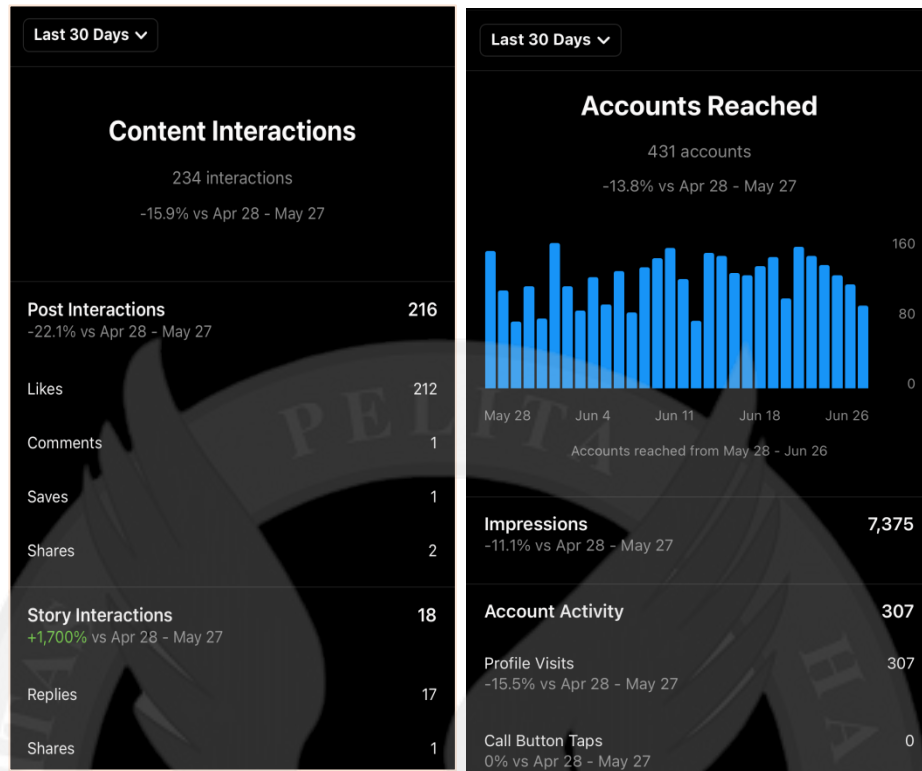 Last 30 Days
Content Interactions
234 interactions
-15.9% vs Apr 28 - May 27
Post Interactions 216
-22.1% vs Apr 28 - May 27
Likes 212
Comments 1
Saves 1
Shares 2
Story Interactions 18
+1,700% vs Apr 28 - May 27
Replies 17
Shares 1
Last 30 Days
Accounts Reached
431 accounts
-13.8% vs Apr 28 - May 27
160
80
0
May 28 Jun 4 Jun 11 Jun 18 Jun 26
Accounts reached from May 28 - Jun 26
Impressions 7,375
-11.1% vs Apr 28 - May 27
Account Activity 307
Profile Visits 307
-15.5% vs Apr 28 - May 27
Call Button Taps 0
0% vs Apr 28 - May 27
PELITA HA